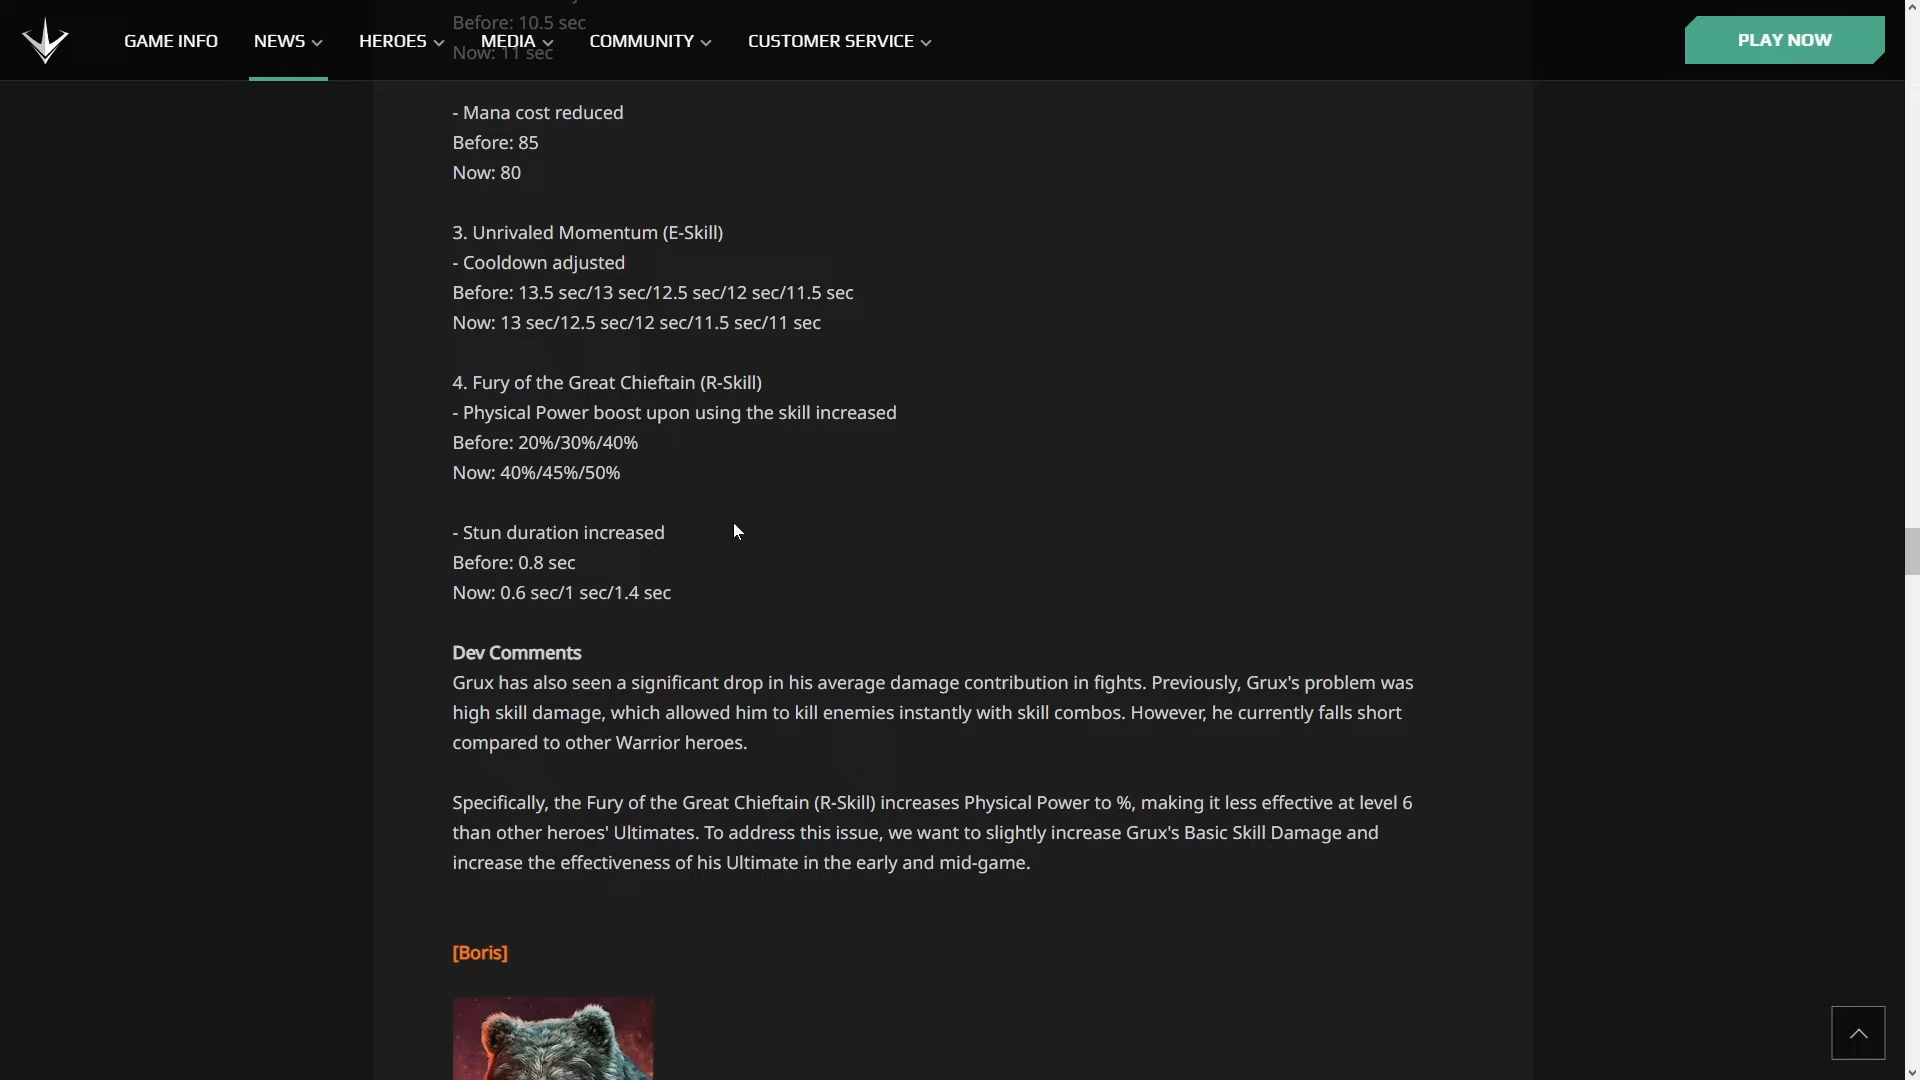 Before: 10.5 sec
GAME INFO NEWS HEROES MEDIA COMMUNITY CUSTOMER SERVICE PLAY NOW
Now: 11 sec
- Mana cost reduced
Before: 85
Now: 80
3. Unrivaled Momentum (E-Skill)
- Cooldown adjusted
Before: 13.5 sec/13 sec/12.5 sec/12 sec/11.5 sec
Now: 13 sec/12.5 sec/12 sec/11.5 sec/11 sec
4. Fury of the Great Chieftain (R-Skill)
- Physical Power boost upon using the skill increased
Before: 20%/30%/40%
Now: 40%/45%/50%
- Stun duration increased
Before: 0.8 sec
Now: 0.6 sec/1 sec/1.4 sec
Dev Comments
Grux has also seen a significant drop in his average damage contribution in fights. Previously, Grux's problem was
high skill damage, which allowed him to kill enemies instantly with skill combos. However, he currently falls short
compared to other Warrior heroes.
Specifically, the Fury of the Great Chieftain (R-Skill) increases Physical Power to %, making it less effective at level 6
than other heroes' Ultimates. To address this issue, we want to slightly increase Grux's Basic Skill Damage and
increase the effectiveness of his Ultimate in the early and mid-game.
[Boris]